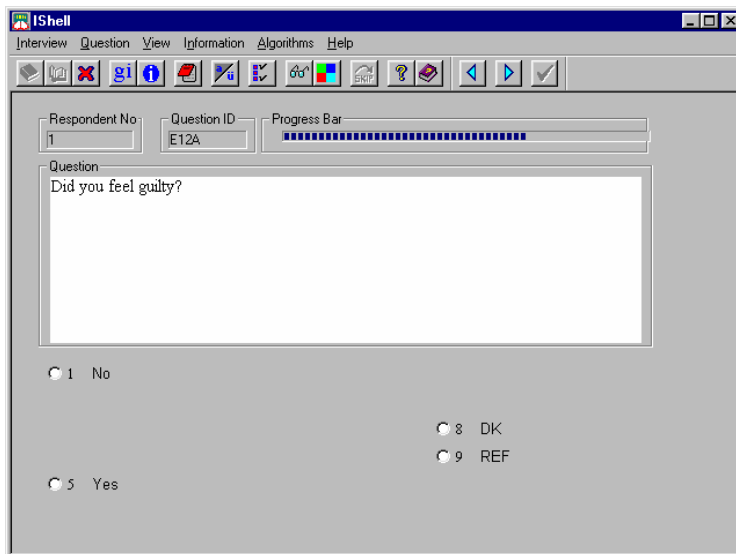 IShell
Interview Question View Information Algorithms Help
gi i a/ü SKIP ?
Respondent No Question ID Progress Bar
1 E12A
Question
Did you feel guilty?
1 No
8 DK
9 REF
5 Yes